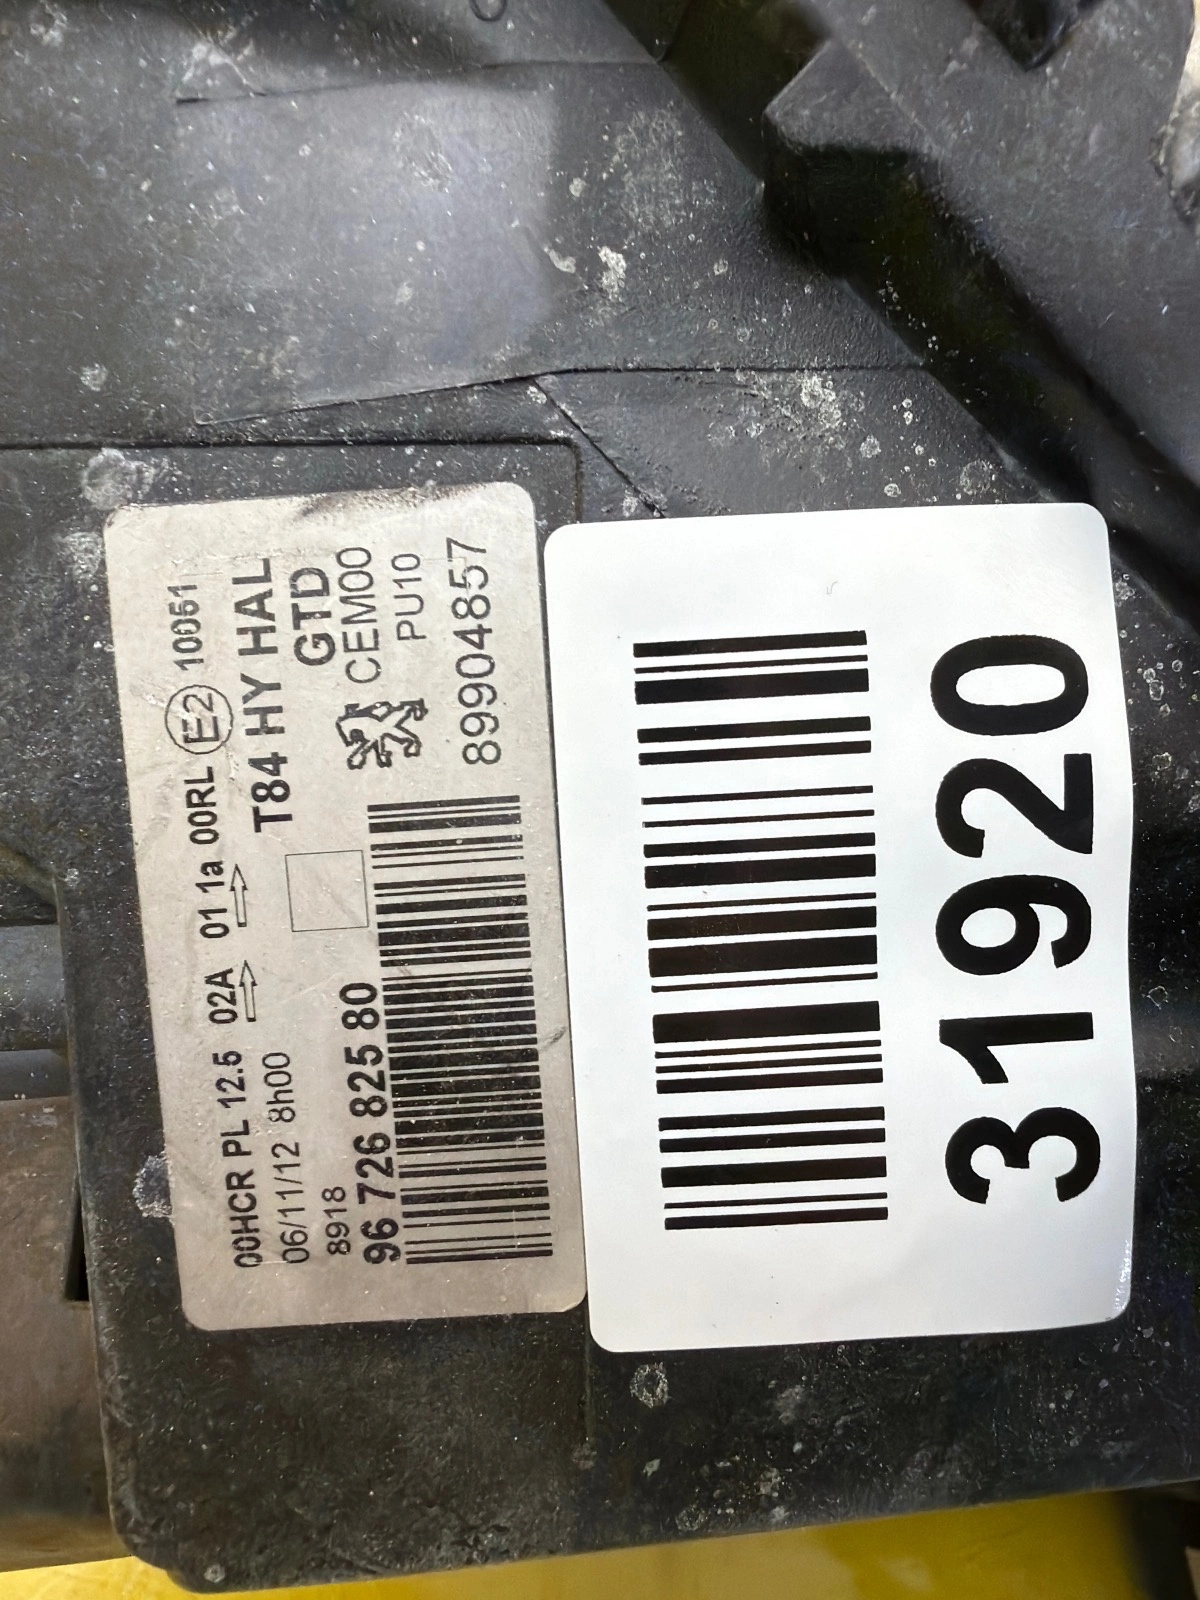 00HCR PL 12.5 02A 01 1a 00RL E2 10051
06/11/12 8h00
T84 HY HAL
GTD
8918
CEM00
96 726 825 80
PU10
89904857
31920